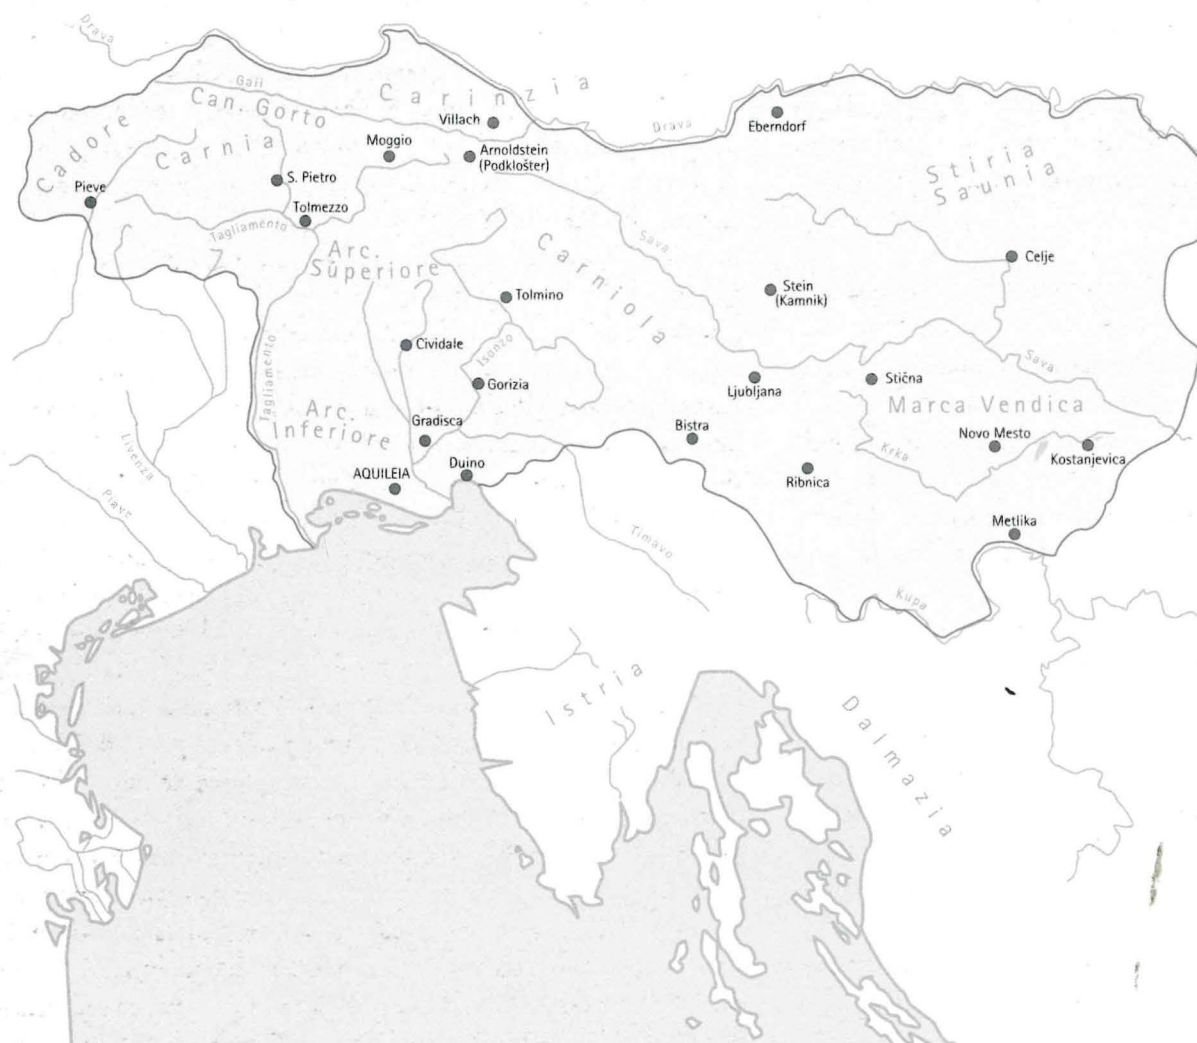 Drava
Gail
Carinzia
Can. Gorto
Villach
Drava
Eberndorf
Cadore
Carnia
Moggio
Arnoldstein
(Podklošter)
Stiria
Saunia
Pieve
S. Pietro
Tolmezzo
Tagliamento
Arc.
Superiore
Carniola
Sava
Celje
Tolmino
Stein
(Kamnik)
Tagliamento
Cividale
Isonzo
Gorizia
Ljubljana
Stična
Sava
Arc.
Inferiore
Gradisca
Marca Vendica
Bistra
Novo Mesto
Krka
Kostanjevica
Livenza
AQUILEIA
Duino
Ribnica
Piave
Metlika
Timavo
Kupa
Istria
Dalmazia